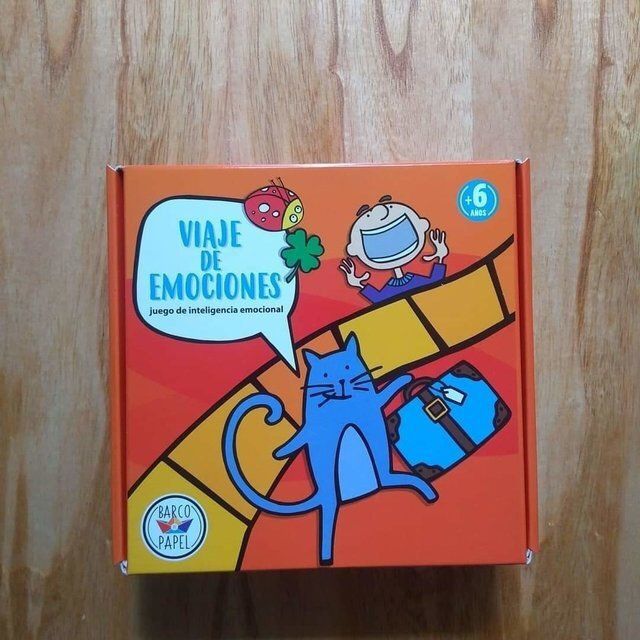 VIAJE
DE
EMOCIONES
juego de inteligencia emocional
+6
AÑOS
BARCO
PAPEL